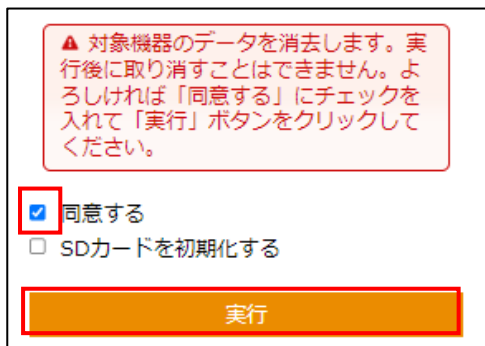 ▲ 対象機器のデータを消去します。実
行後に取り消すことはできません。よ
ろしければ「同意する」にチェックを
入れて「実行」ボタンをクリックして
ください。
同意する
SDカードを初期化する
実行